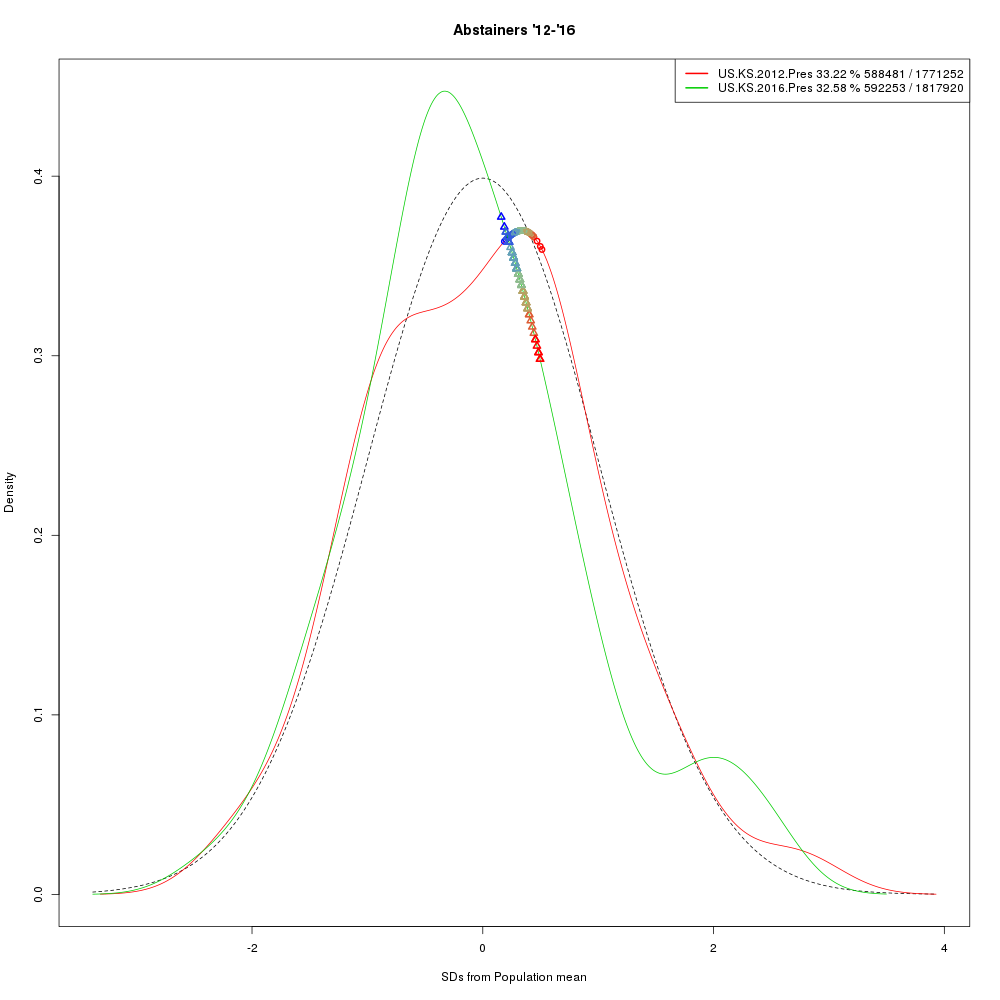 Abstainers '12-'16
US.KS.2012.Pres 33.22 % 588481 / 1771252
US.KS.2016.Pres 32.58 % 592253 / 1817920
0.4
0.3
0.2
0.1
0.0
Density
-2 0 2 4
SDs from Population mean